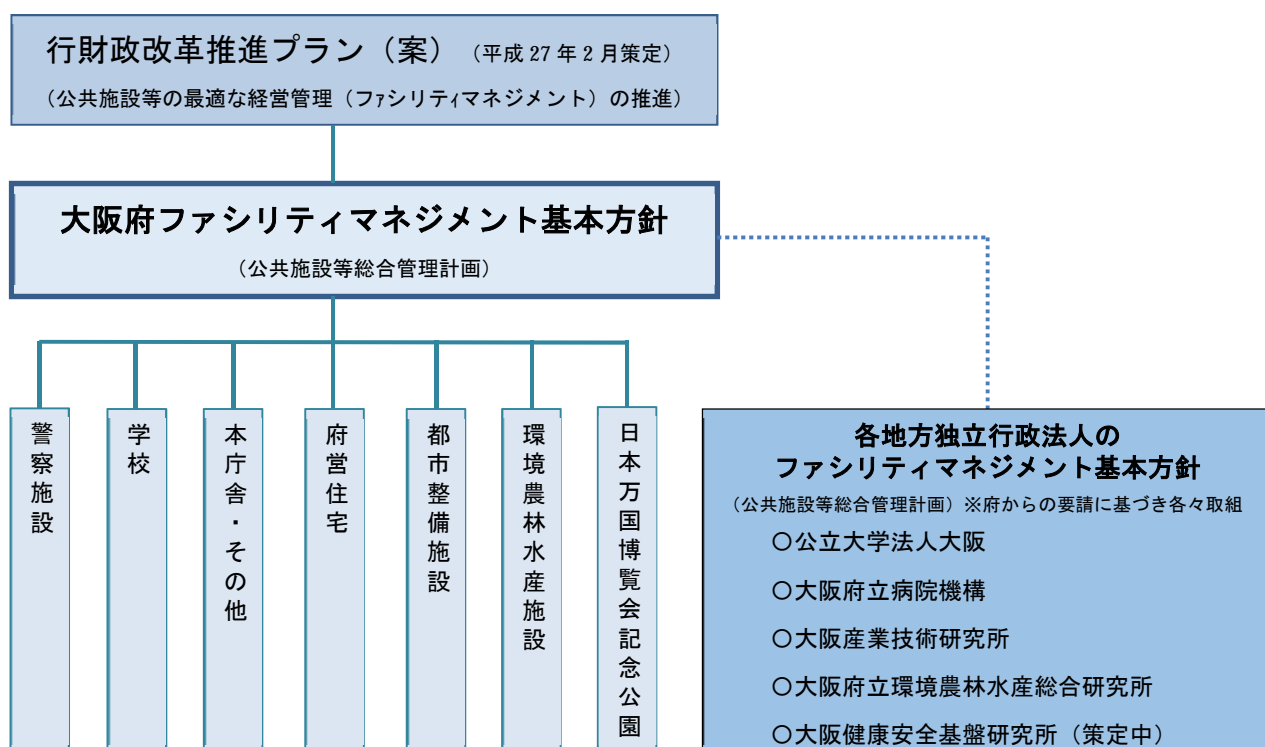 行財政改革推進プラン（案）（平成 27 年 2 月策定）
（公共施設等の最適な経営管理（ファシリティマネジメント）の推進）
大阪府ファシリティマネジメント基本方針
（公共施設等総合管理計画）
警察施設
学校
本庁舎・その他
府営住宅
都市整備施設
環境農林水産施設
日本万国博覧会記念公園
各地方独立行政法人の
ファシリティマネジメント基本方針
（公共施設等総合管理計画）※府からの要請に基づき各々取組
〇公立大学法人大阪
〇大阪府立病院機構
〇大阪産業技術研究所
〇大阪府立環境農林水産総合研究所
〇大阪健康安全基盤研究所（策定中）